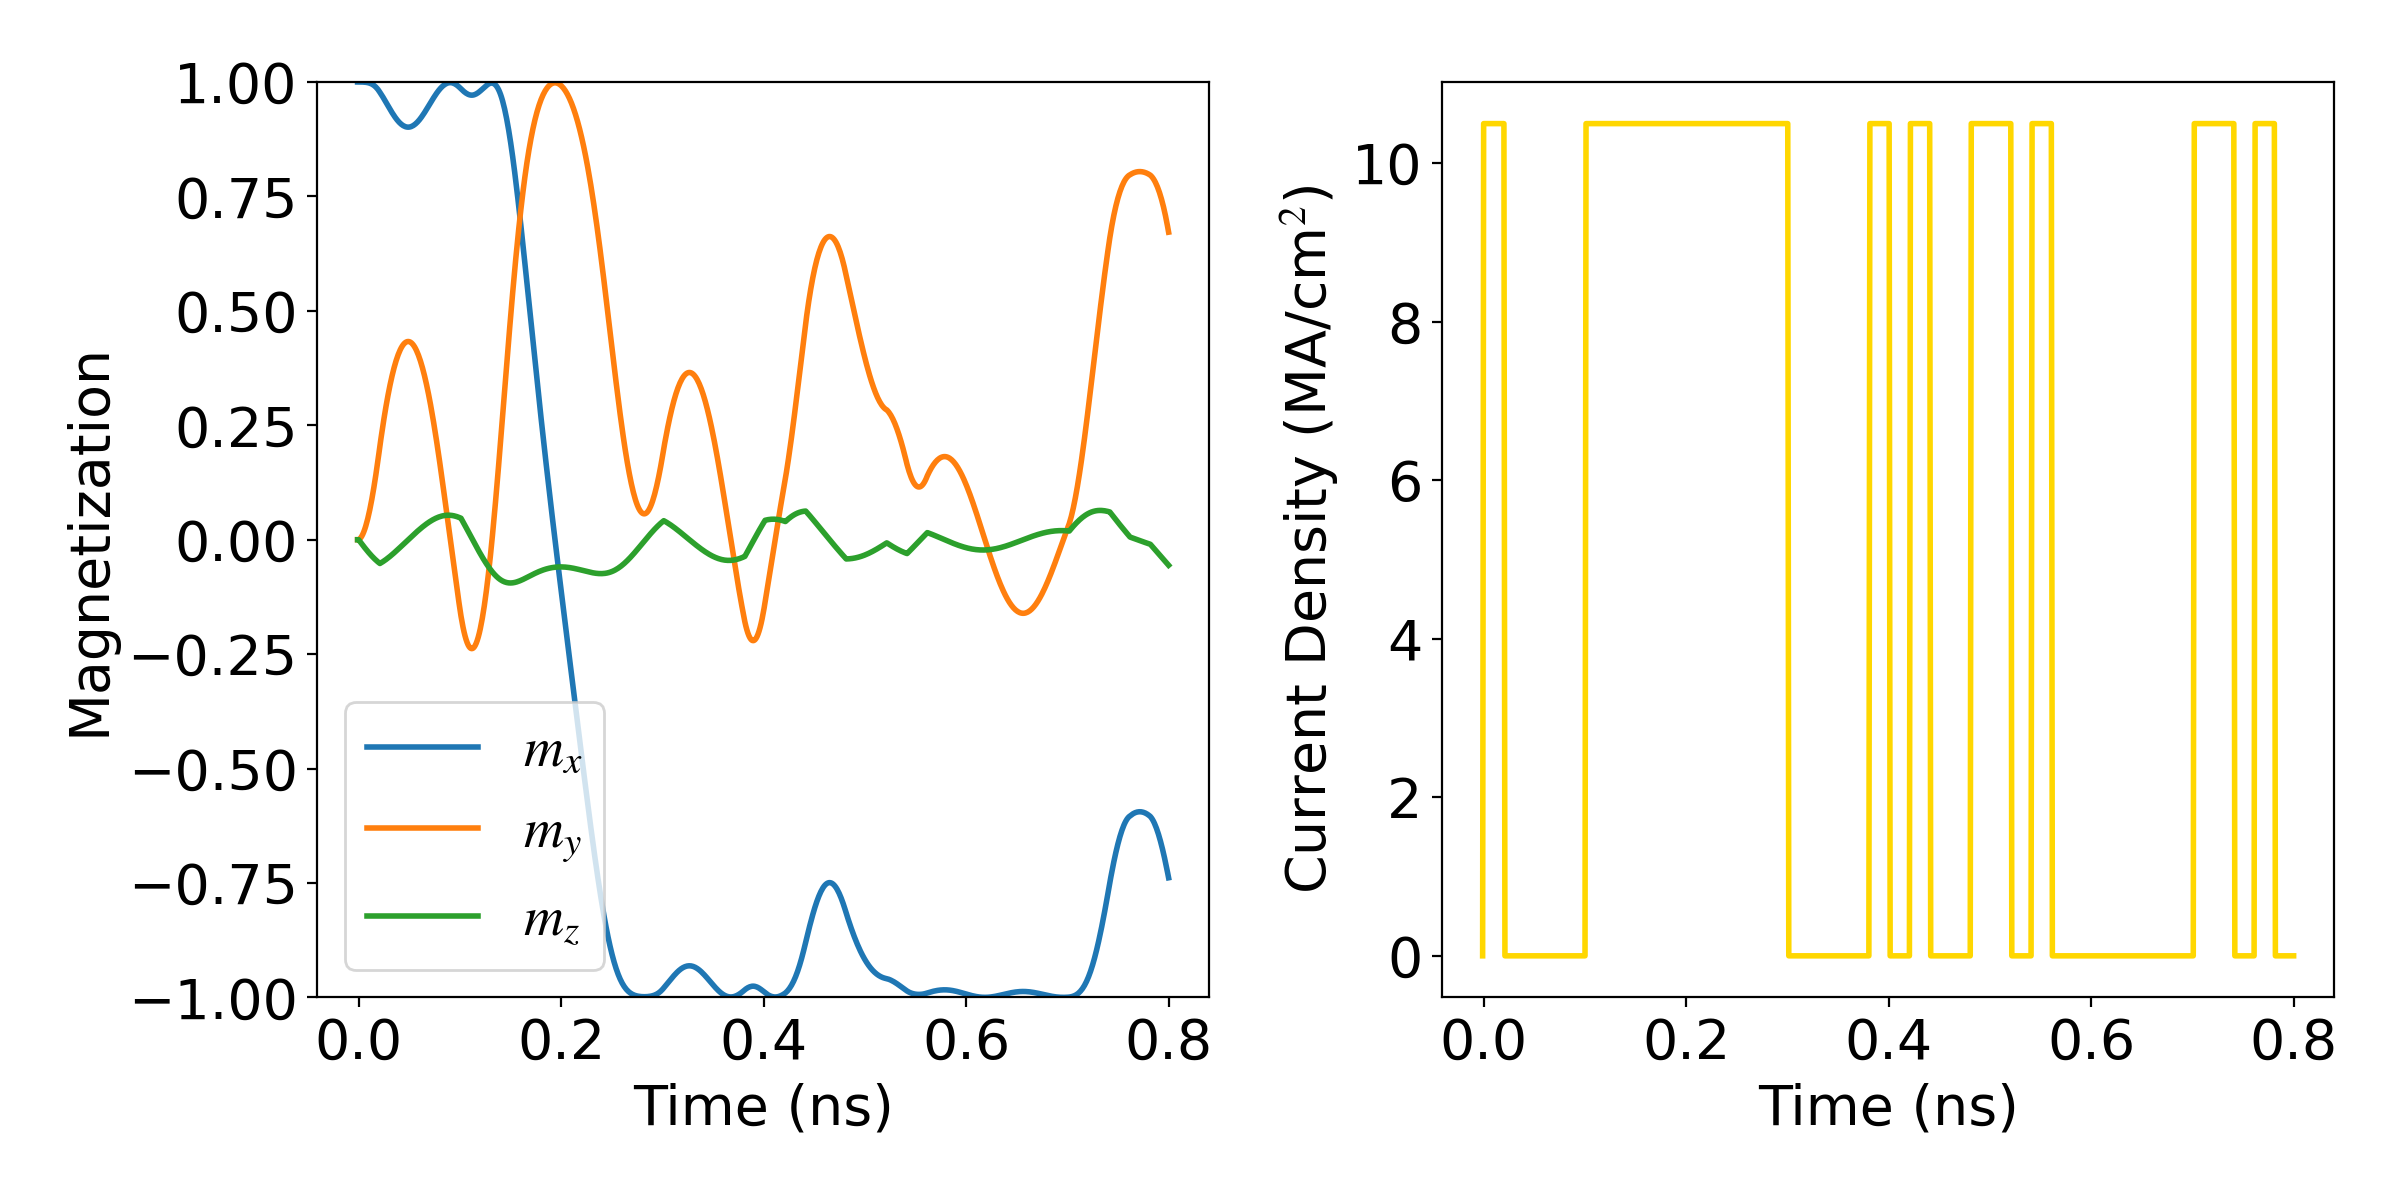 Magnetization
1.00
0.75
0.50
0.25
0.00
−0.25
−0.50
−0.75
−1.00
m_x
m_y
m_z
0.0 0.2 0.4 0.6 0.8
Time (ns)
Current Density (MA/cm²)
10
8
6
4
2
0
0.0 0.2 0.4 0.6 0.8
Time (ns)